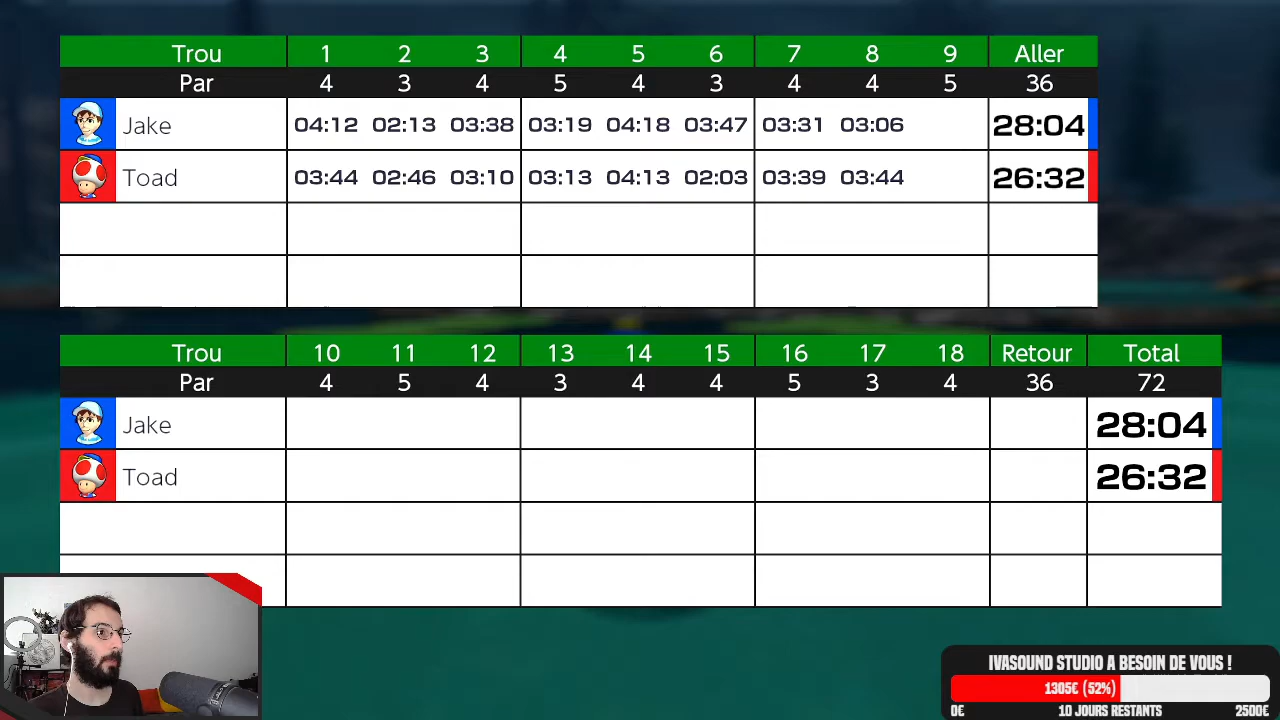 Trou 1 2 3 4 5 6 7 8 9 Aller
Par 4 3 4 5 4 3 4 4 5 36
Jake 04:12 02:13 03:38 03:19 04:18 03:47 03:31 03:06 28:04
Toad 03:44 02:46 03:10 03:13 04:13 02:03 03:39 03:44 26:32
Trou 10 11 12 13 14 15 16 17 18 Retour Total
Par 4 5 4 3 4 4 5 3 4 36 72
Jake 28:04
Toad 26:32
IVASOUND STUDIO A BESOIN DE VOUS !
1305€ (52%)
0€ 10 JOURS RESTANTS 2500€